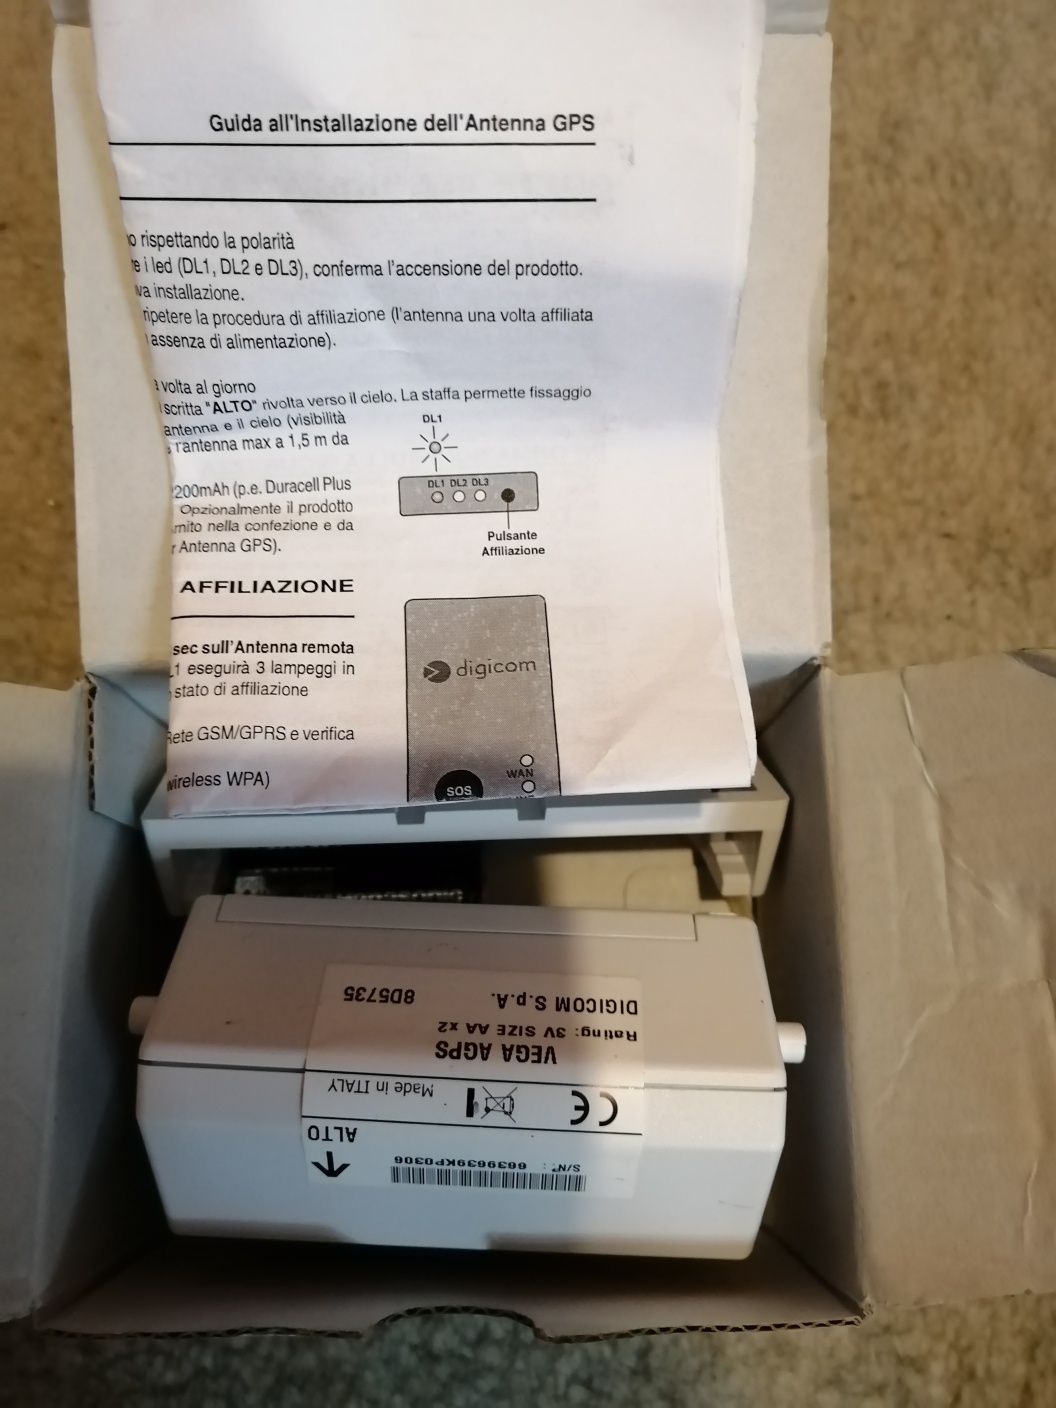 Guida all'Installazione dell'Antenna GPS
rispettando la polarità
i led (DL1, DL2 e DL3), conferma l'accensione del prodotto.
installazione.
ripetere la procedura di affiliazione (l'antenna una volta affiliata
assenza di alimentazione).
volta al giorno
scritta "ALTO" rivolta verso il cielo. La staffa permette fissaggio
antenna e il cielo (visibilità
l'antenna max a 1,5 m da
200mAh (p.e. Duracell Plus
Opzionalmente il prodotto
nella confezione e da
Antenna GPS).
DL1
DL1 DL2 DL3
Pulsante
Affiliazione
AFFILIAZIONE
sec sull'Antenna remota
eseguirà 3 lampeggi in
stato di affiliazione
Rete GSM/GPRS e verifica
wireless WPA)
digicom
WAN
SOS
DIGICOM S.p.A. 8D5735
Rating: 3V SIZE AA x2
VEGA AGPS
CE Made in ITALY
ALTO
S/N°: 6639639KP0306